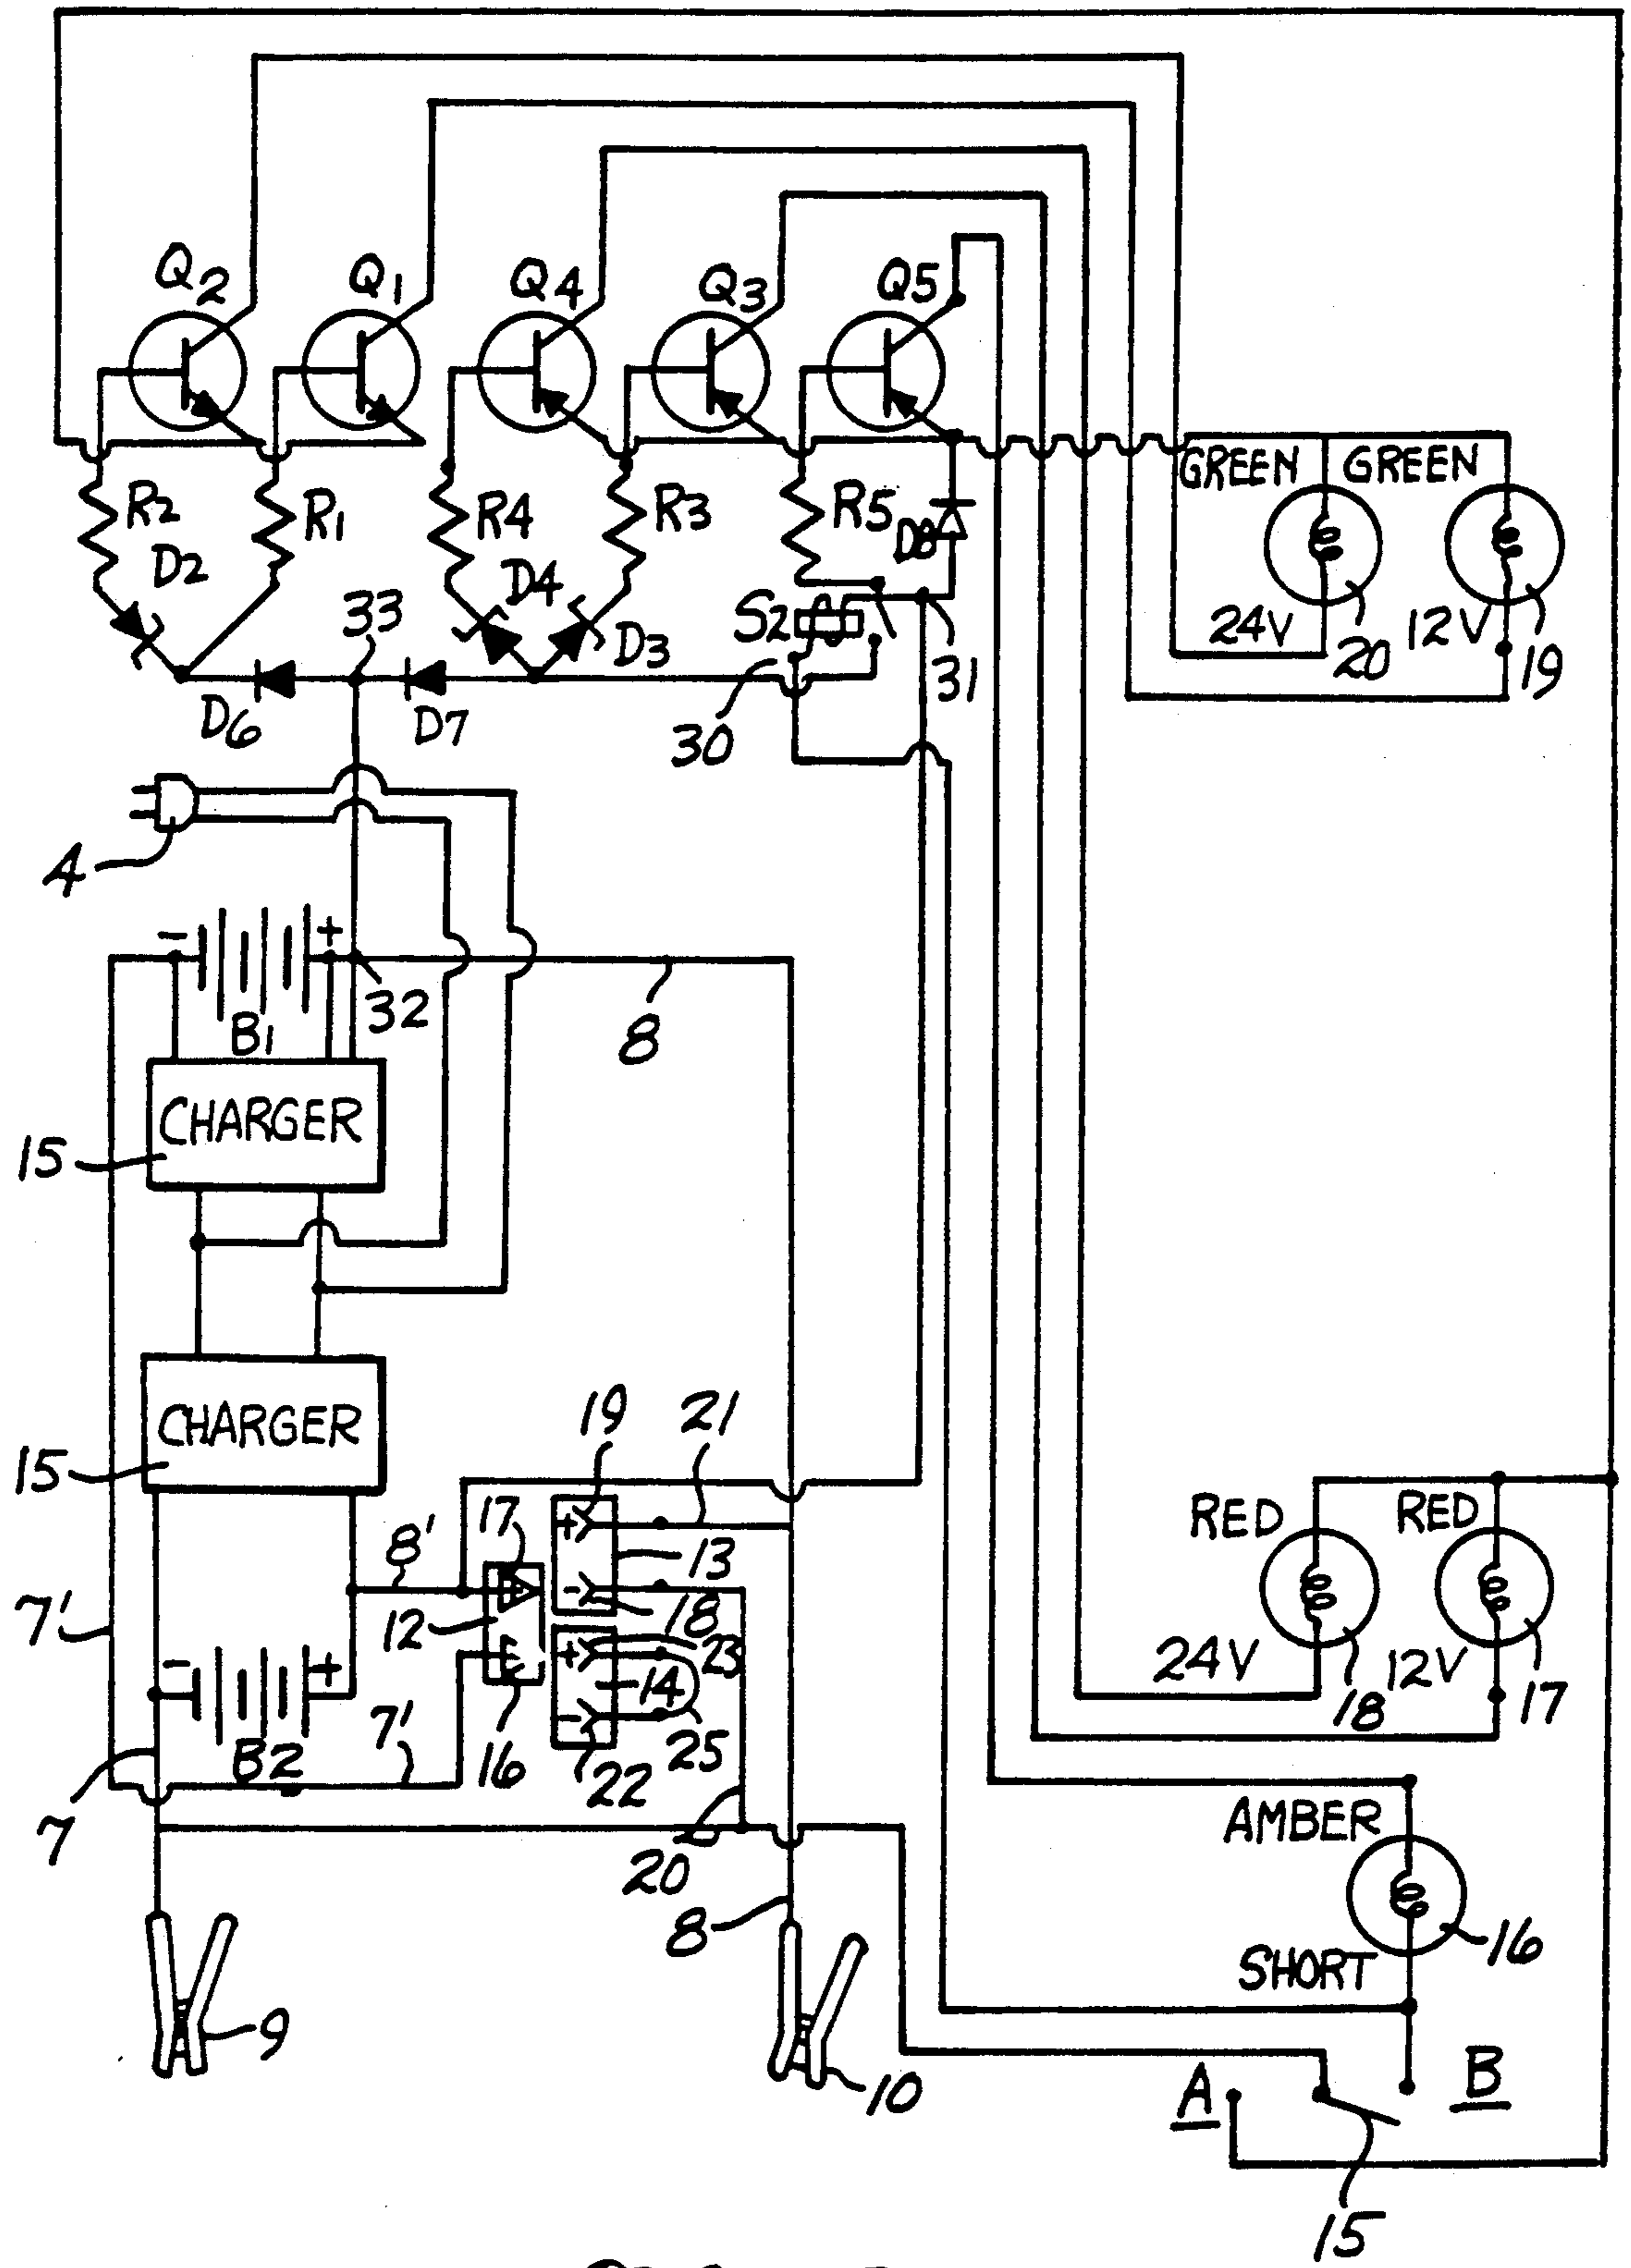 Q2 Q1 Q4 Q3 Q5
GREEN GREEN
R2 R1 R4 R3 R5 D8
D2 D4
33 S2 D3
24V 20 12V 19
31
D6 D7 30
4
- +
32
B1 8
CHARGER
15
CHARGER
15
19 21
RED RED
17
8' + 13
7' 12 - 18
24V 12V
- + + 23
14
18 17
7' - 25
B2 16 22
7
AMBER
20
8
16
SHORT
9
10
A B
15